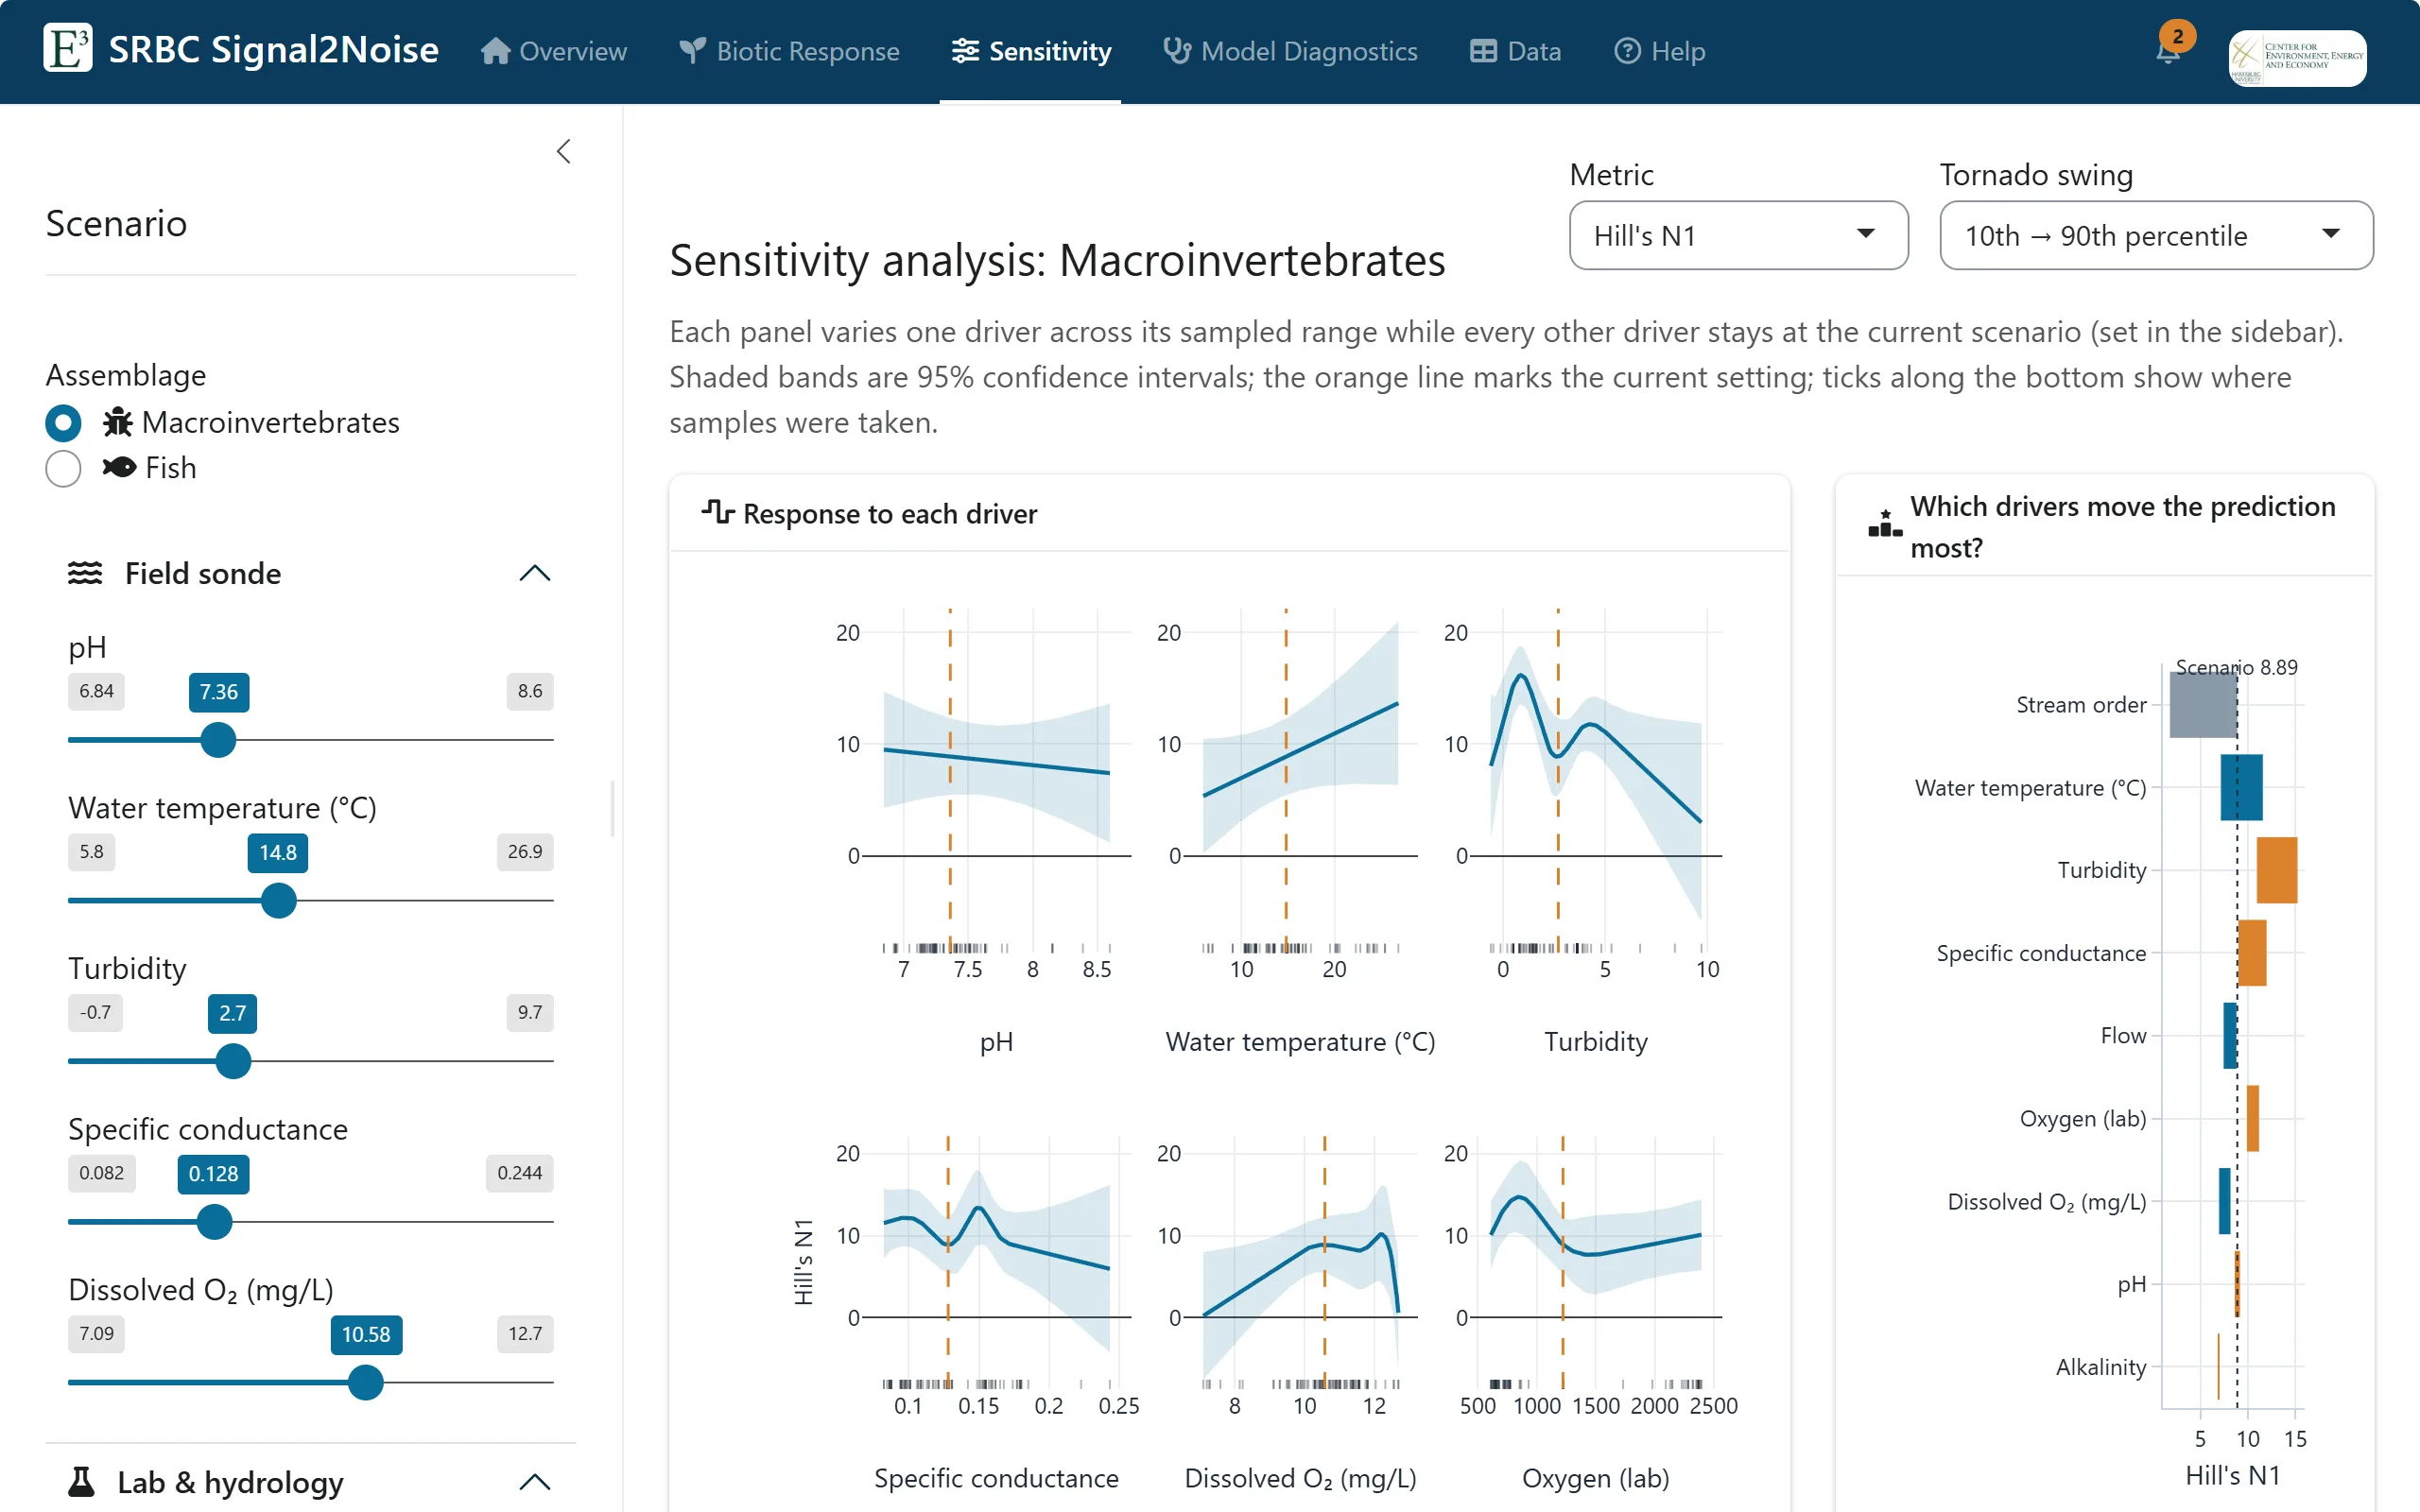 E³ SRBC Signal2Noise Overview Biotic Response Sensitivity Model Diagnostics Data Help 2
CENTER FOR
ENVIRONMENT, ENERGY
AND ECONOMY
HARRISBURG
UNIVERSITY
Scenario
Assemblage
Macroinvertebrates
Fish
Field sonde
pH
6.84 7.36 8.6
Water temperature (°C)
5.8 14.8 26.9
Turbidity
-0.7 2.7 9.7
Specific conductance
0.082 0.128 0.244
Dissolved O₂ (mg/L)
7.09 10.58 12.7
Lab & hydrology
Metric
Hill's N1
Tornado swing
10th → 90th percentile
Sensitivity analysis: Macroinvertebrates
Each panel varies one driver across its sampled range while every other driver stays at the current scenario (set in the sidebar).
Shaded bands are 95% confidence intervals; the orange line marks the current setting; ticks along the bottom show where
samples were taken.
Response to each driver
20 20 20
10 10 10
0 0 0
7 7.5 8 8.5 10 20 0 5 10
pH Water temperature (°C) Turbidity
Hill's N1
20 20 20
10 10 10
0 0 0
0.1 0.15 0.2 0.25 8 10 12 500 1000 1500 2000 2500
Specific conductance Dissolved O₂ (mg/L) Oxygen (lab)
Which drivers move the prediction
most?
Scenario 8.89
Stream order
Water temperature (°C)
Turbidity
Specific conductance
Flow
Oxygen (lab)
Dissolved O₂ (mg/L)
pH
Alkalinity
5 10 15
Hill's N1